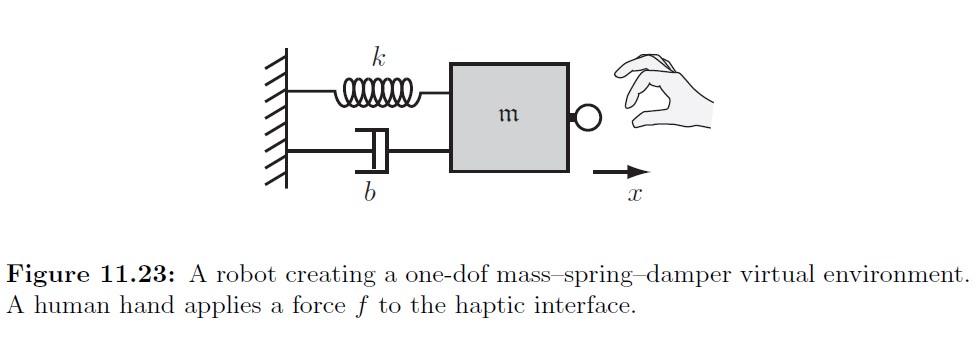 k
𝔪
b
x
Figure 11.23: A robot creating a one-dof mass–spring–damper virtual environment.
A human hand applies a force f to the haptic interface.